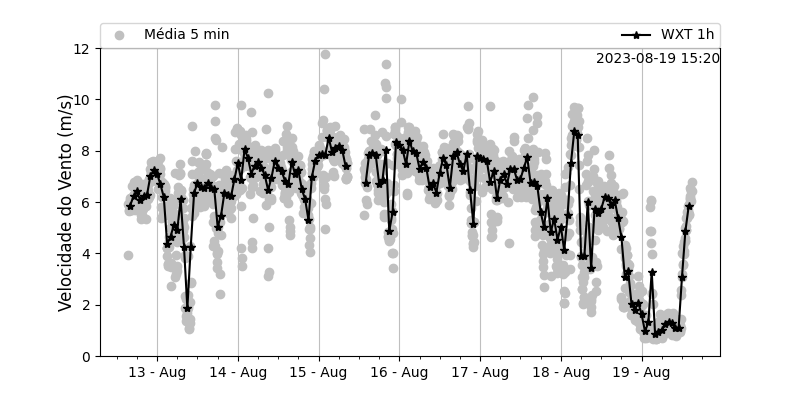 Média 5 min
WXT 1h
2023-08-19 15:20
Velocidade do Vento (m/s)
12
10
8
6
4
2
0
13 - Aug
14 - Aug
15 - Aug
16 - Aug
17 - Aug
18 - Aug
19 - Aug